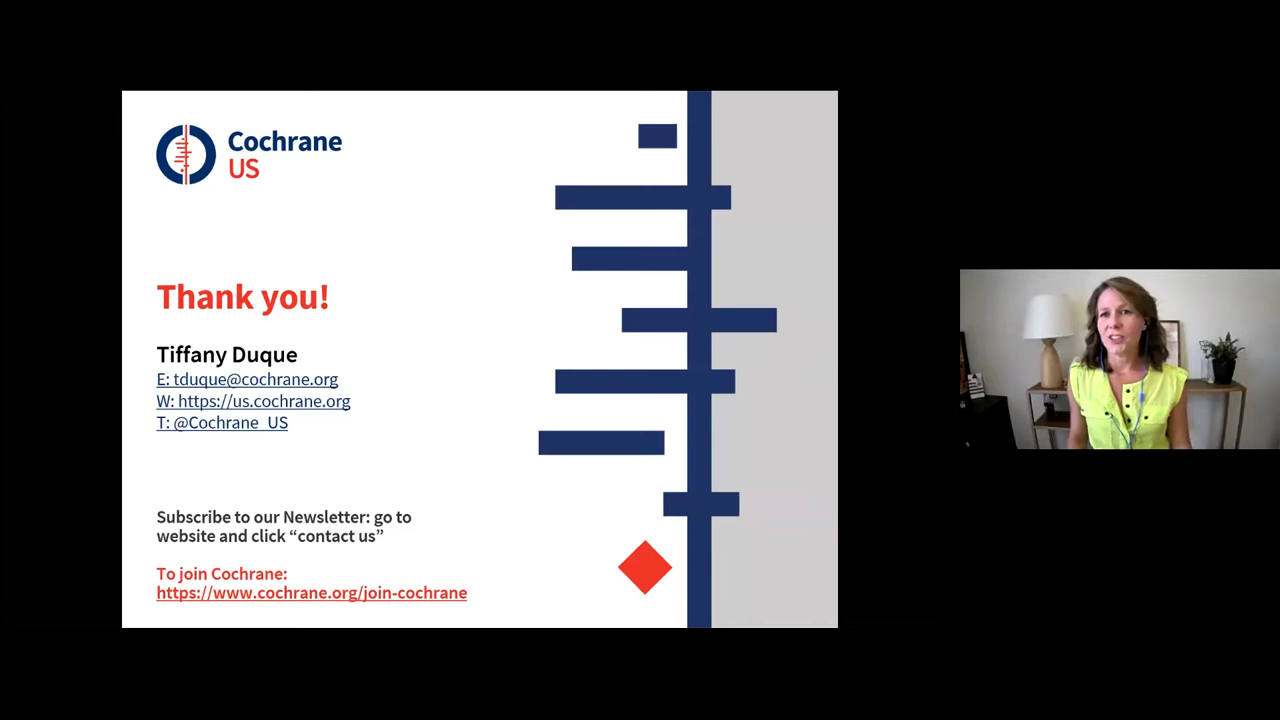 Cochrane
US
Thank you!
Tiffany Duque
E: tduque@cochrane.org
W: https://us.cochrane.org
T: @Cochrane_US
Subscribe to our Newsletter: go to
website and click “contact us”
To join Cochrane:
https://www.cochrane.org/join-cochrane